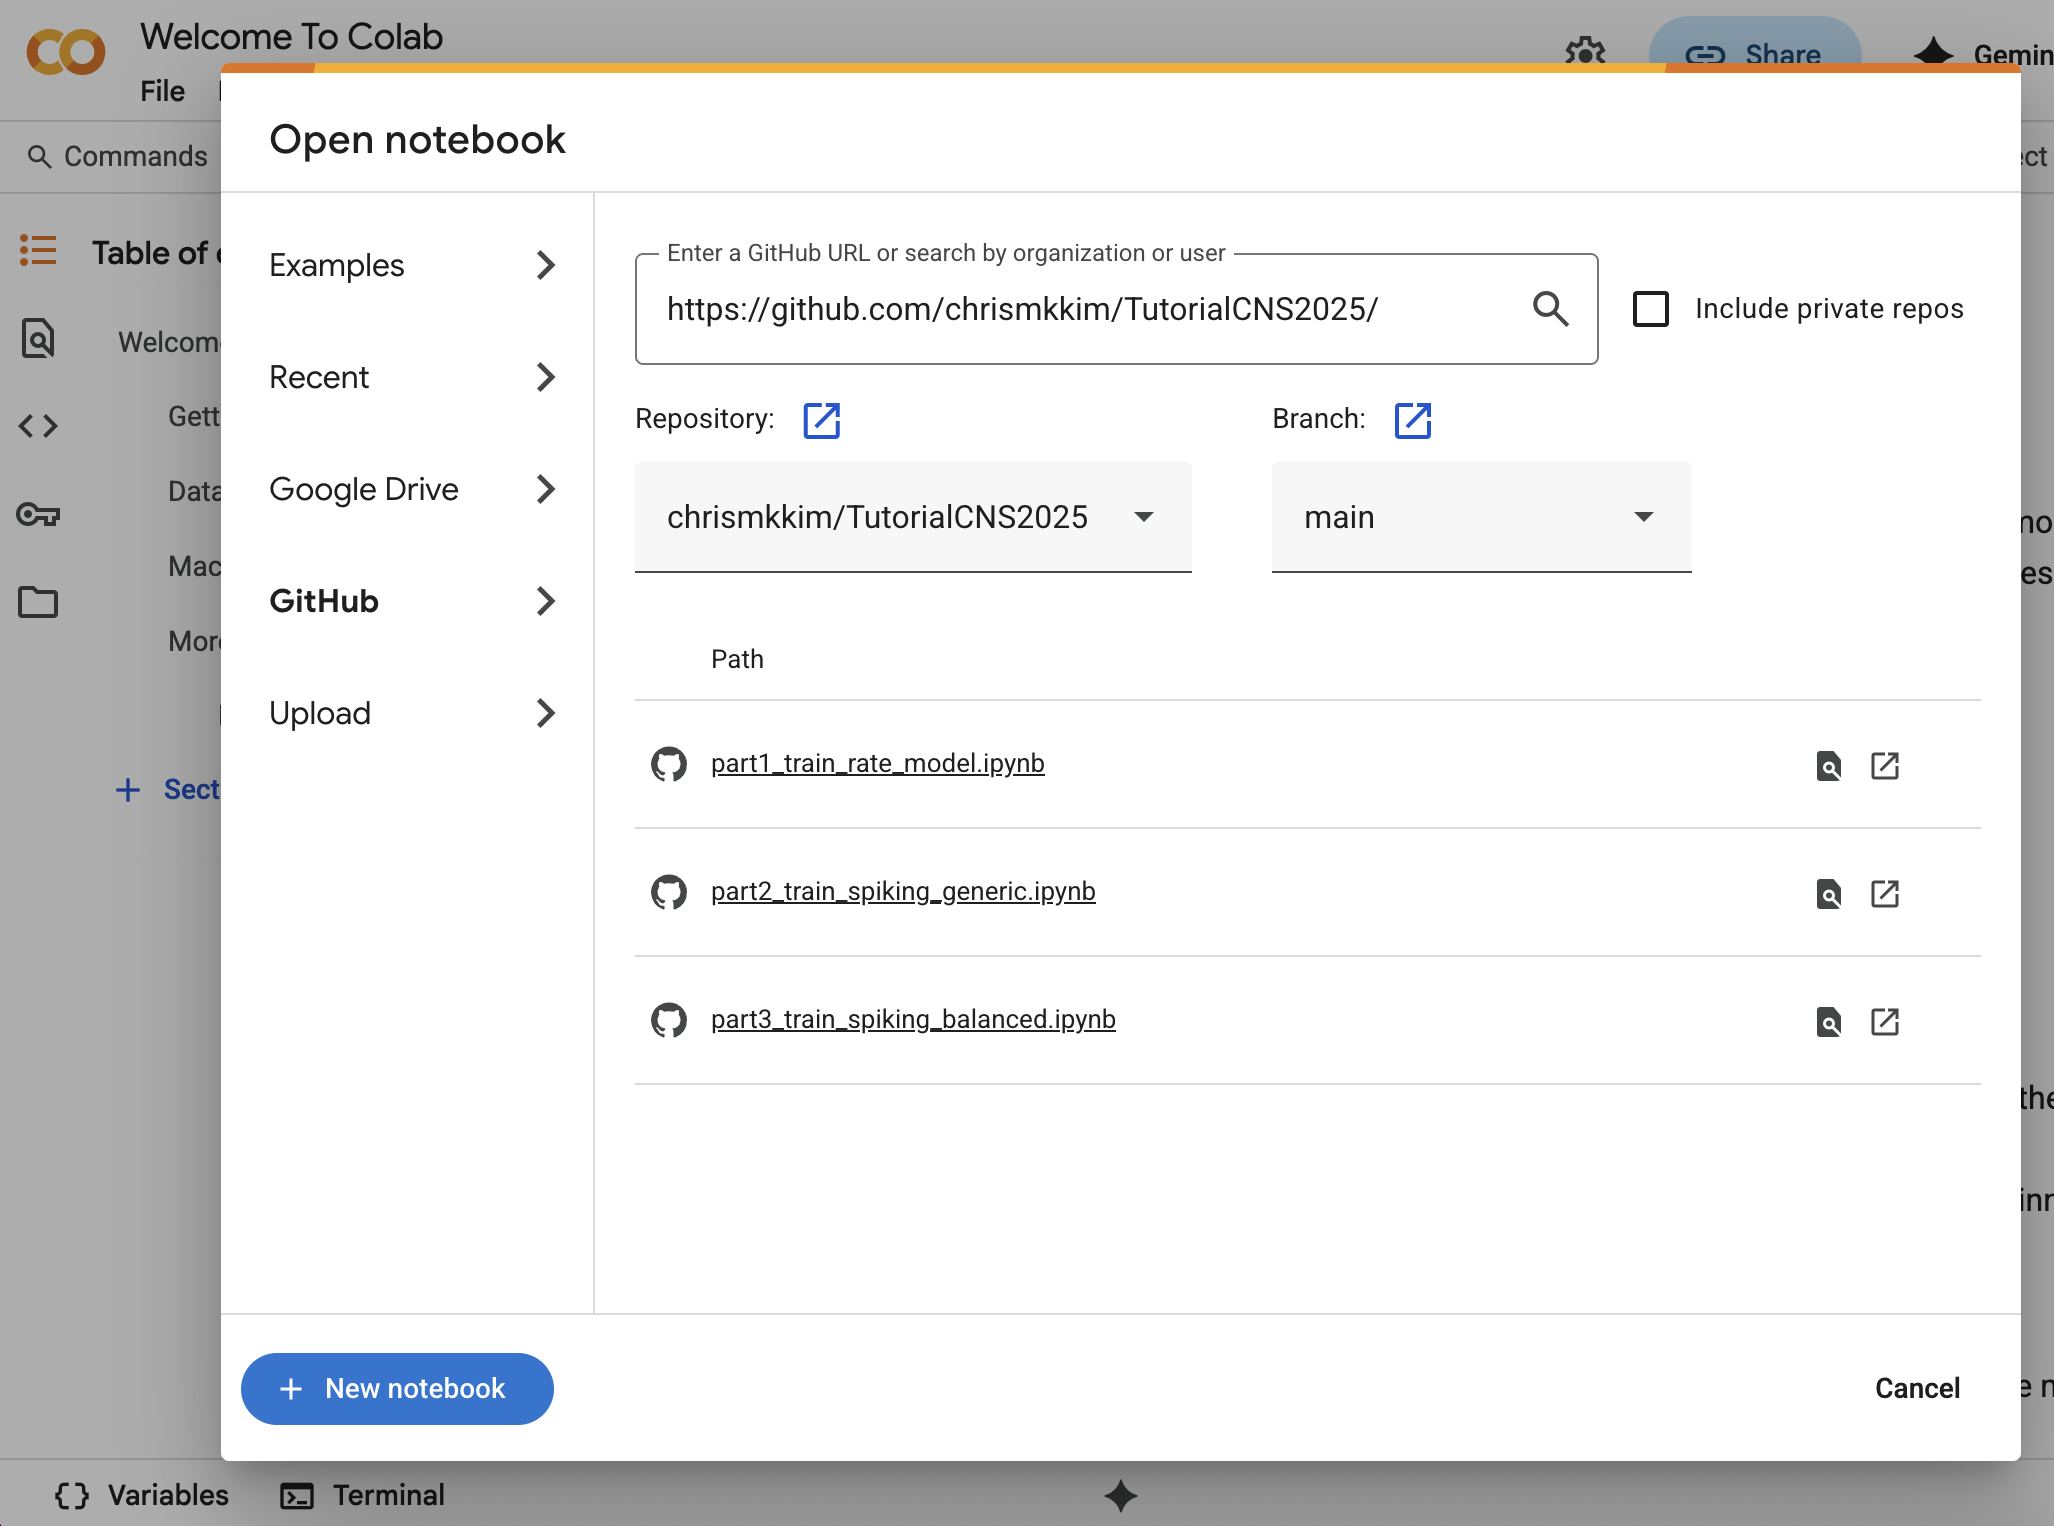 Welcome To Colab
File
Share
Gemin
Commands
Open notebook
Table of
Examples
Recent
Google Drive
GitHub
Upload
Enter a GitHub URL or search by organization or user
https://github.com/chrismkkim/TutorialCNS2025/
Include private repos
Repository:
Branch:
chrismkkim/TutorialCNS2025
main
Path
part1_train_rate_model.ipynb
part2_train_spiking_generic.ipynb
part3_train_spiking_balanced.ipynb
Welcom
Gett
Data
Mac
More
+ Sect
the
+ New notebook
Cancel
Variables
Terminal